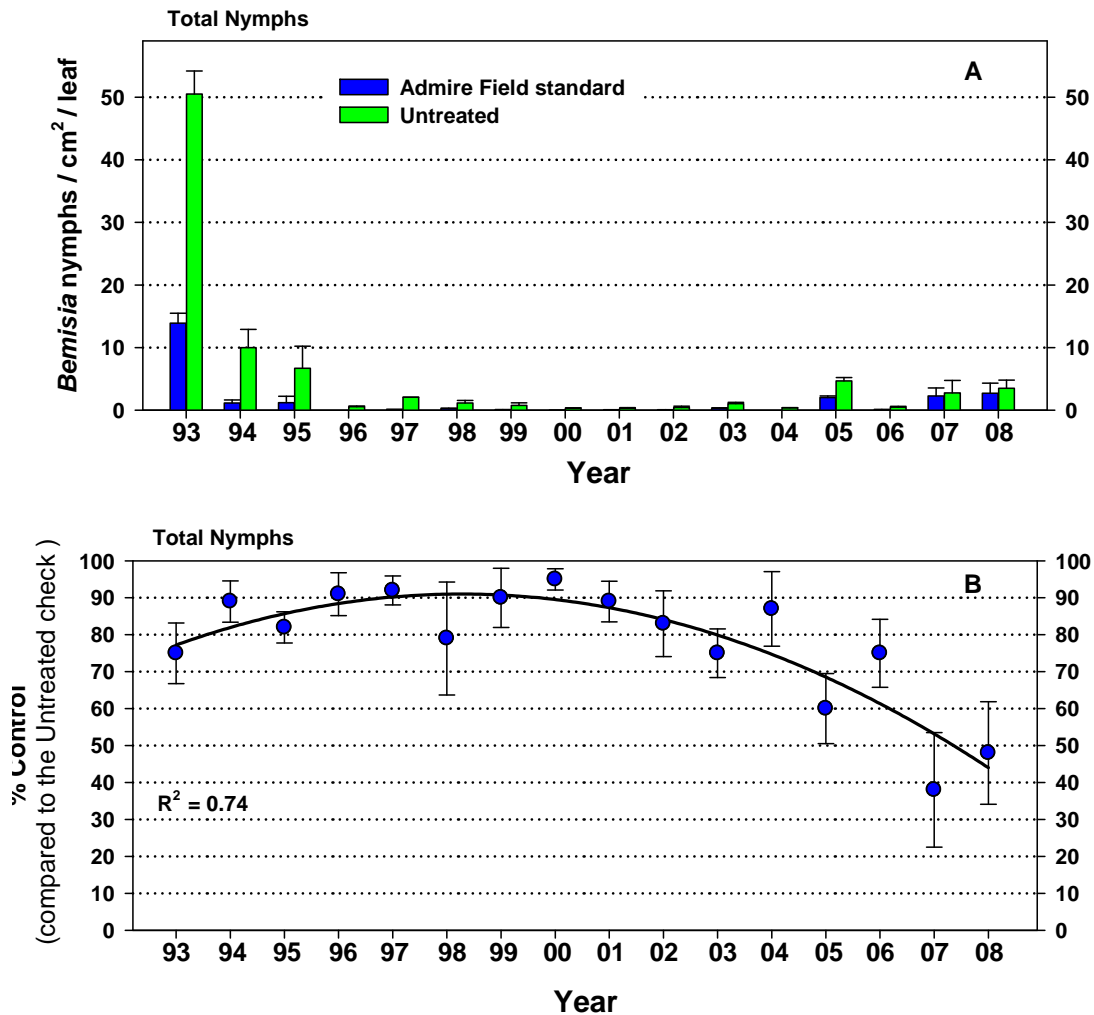 Total Nymphs
A
Admire Field standard
Untreated
Bemisia nymphs / cm² / leaf
50 50
40 40
30 30
20 20
10 10
0 0
93 94 95 96 97 98 99 00 01 02 03 04 05 06 07 08
Year
Total Nymphs
B
% Control
(compared to the Untreated check )
100 100
90 90
80 80
70 70
60 60
50 50
40 40
R² = 0.74
30 30
20 20
10 10
0 0
93 94 95 96 97 98 99 00 01 02 03 04 05 06 07 08
Year